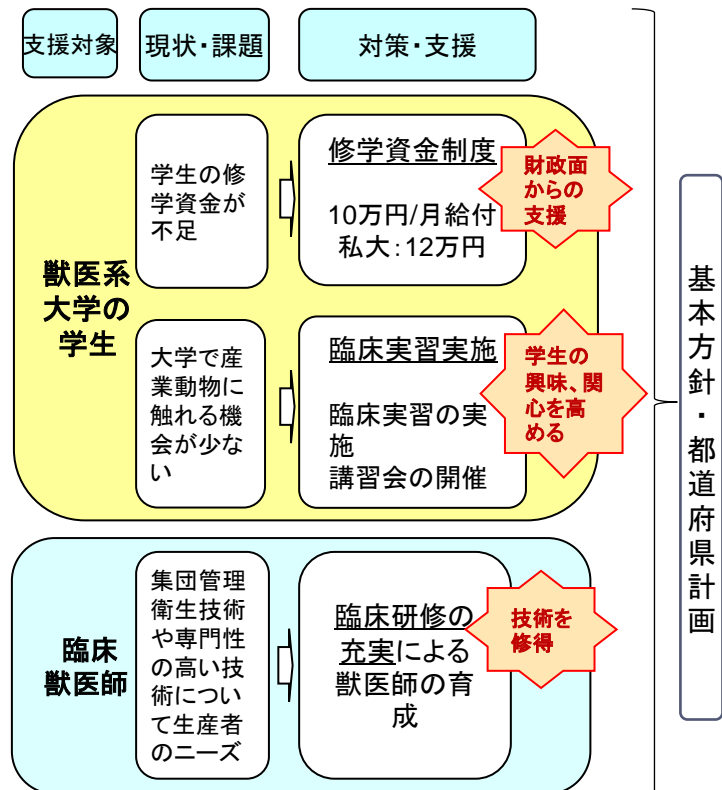 支援対象
現状・課題
対策・支援
獣医系
大学の
学生
学生の修
学資金が
不足
修学資金制度
10万円/月給付
私大：12万円
財政面
からの
支援
大学で産
業動物に
触れる機
会が少な
い
臨床実習実施
臨床実習の実
施
講習会の開催
学生の
興味、関
心を高
める
臨床
獣医師
集団管理
衛生技術
や専門性
の高い技
術につい
て生産者
のニーズ
臨床研修の
充実による
獣医師の育
成
技術を
修得
基本方針・都道府県計画